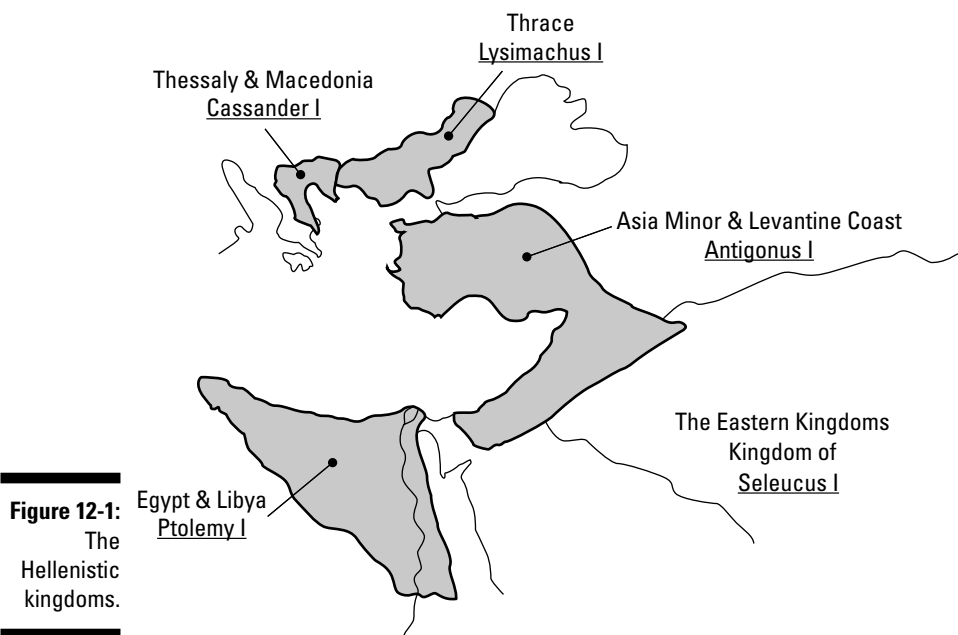 Thrace
Lysimachus I
Thessaly & Macedonia
Cassander I
Asia Minor & Levantine Coast
Antigonus I
The Eastern Kingdoms
Kingdom of
Seleucus I
Egypt & Libya
Ptolemy I
Figure 12-1:
The
Hellenistic
kingdoms.